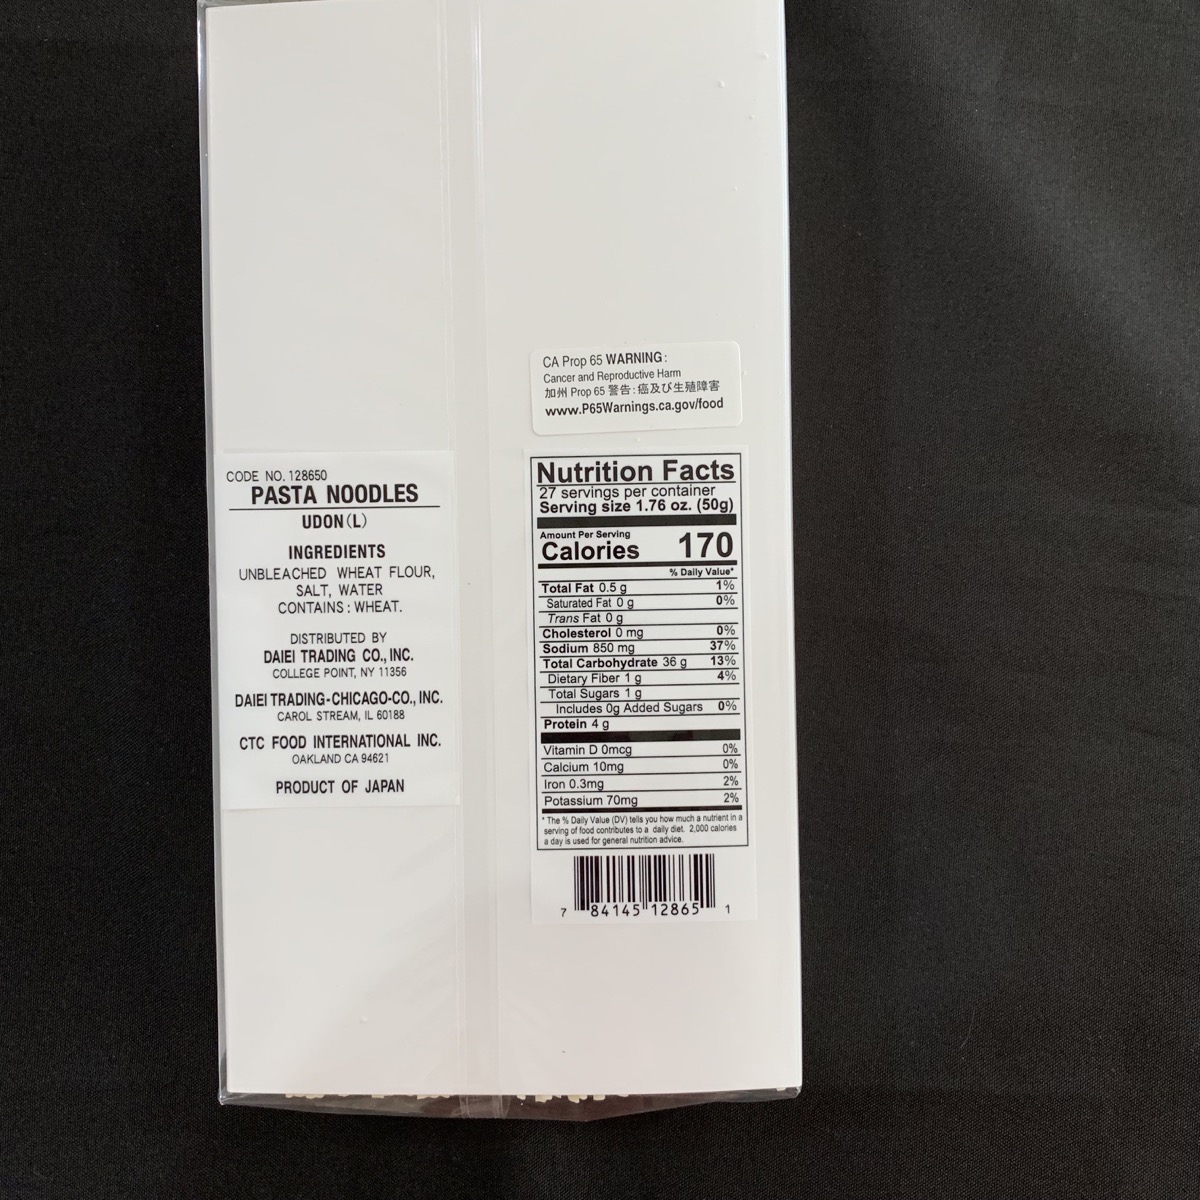 CA Prop 65 WARNING:
Cancer and Reproductive Harm
加州 Prop 65 警告:癌及び生殖障害
www.P65Warnings.ca.gov/food
CODE NO. 128650
PASTA NOODLES
UDON(L)
INGREDIENTS
UNBLEACHED WHEAT FLOUR,
SALT, WATER
CONTAINS: WHEAT.
DISTRIBUTED BY
DAIEI TRADING CO., INC.
COLLEGE POINT, NY 11356
DAIEI TRADING-CHICAGO-CO., INC.
CAROL STREAM, IL 60188
CTC FOOD INTERNATIONAL INC.
OAKLAND CA 94621
PRODUCT OF JAPAN
Nutrition Facts
27 servings per container
Serving size 1.76 oz. (50g)
Amount Per Serving
Calories 170
% Daily Value*
Total Fat 0.5 g 1%
Saturated Fat 0 g 0%
Trans Fat 0 g
Cholesterol 0 mg 0%
Sodium 850 mg 37%
Total Carbohydrate 36 g 13%
Dietary Fiber 1 g 4%
Total Sugars 1 g
Includes 0g Added Sugars 0%
Protein 4 g
Vitamin D 0mcg 0%
Calcium 10mg 0%
Iron 0.3mg 2%
Potassium 70mg 2%
* The % Daily Value (DV) tells you how much a nutrient in a
serving of food contributes to a daily diet. 2,000 calories
a day is used for general nutrition advice.
7 84145 12865 1